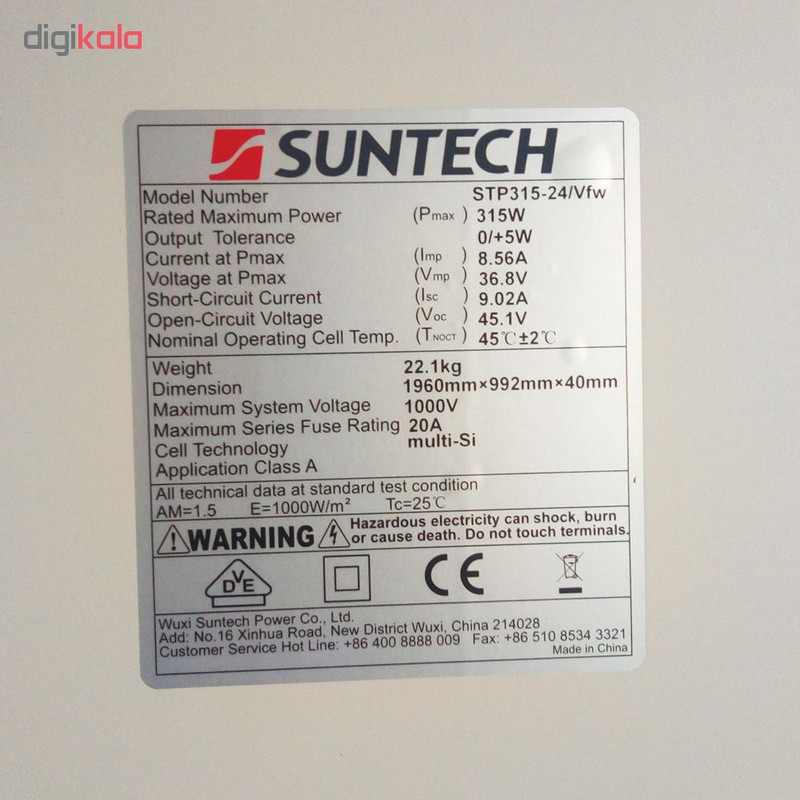 digikala
SUNTECH
Model Number STP315-24/Vfw
Rated Maximum Power (Pmax) 315W
Output Tolerance 0/+5W
Current at Pmax (Imp) 8.56A
Voltage at Pmax (Vmp) 36.8V
Short-Circuit Current (Isc) 9.02A
Open-Circuit Voltage (Voc) 45.1V
Nominal Operating Cell Temp. (TNOCT) 45℃±2℃
Weight 22.1kg
Dimension 1960mm×992mm×40mm
Maximum System Voltage 1000V
Maximum Series Fuse Rating 20A
Cell Technology multi-Si
Application Class A
All technical data at standard test condition
AM=1.5 E=1000W/m² Tc=25℃
WARNING Hazardous electricity can shock, burn
or cause death. Do not touch terminals.
DVE CE
Wuxi Suntech Power Co., Ltd.
Add: No.16 Xinhua Road, New District Wuxi, China 214028
Customer Service Hot Line: +86 400 8888 009 Fax: +86 510 8534 3321
Made in China